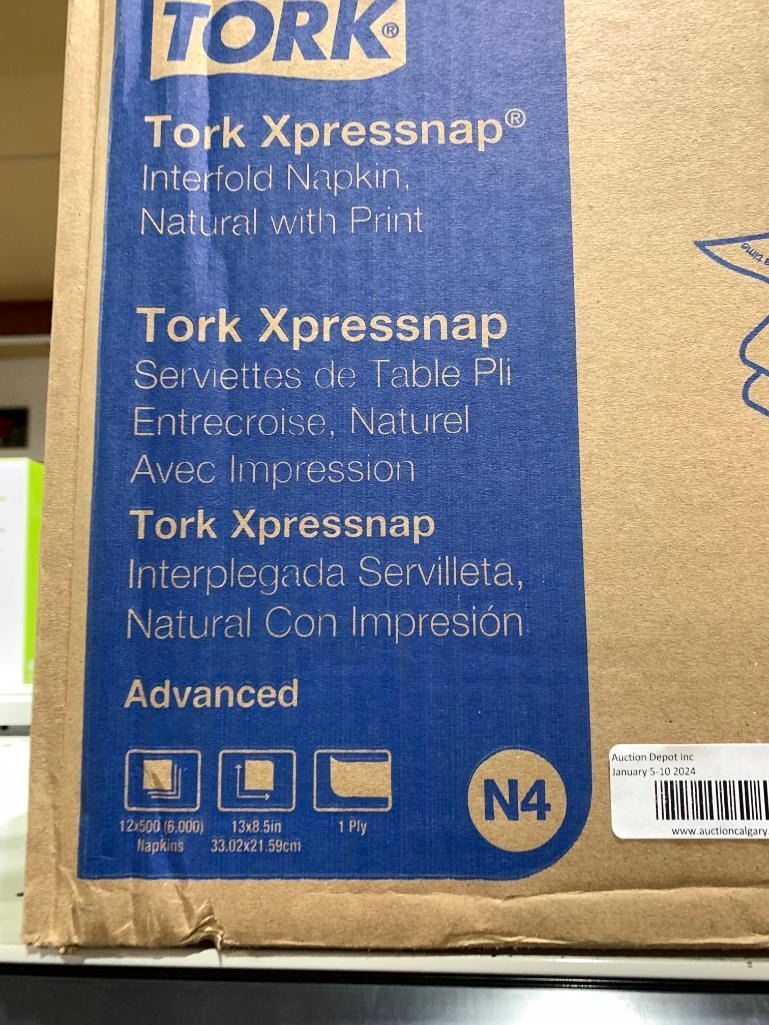 TORK®
Tork Xpressnap®
Interfold Napkin,
Natural with Print
Tork Xpressnap
Serviettes de Table Pli
Entrecroise, Naturel
Avec Impression
Tork Xpressnap
Interplegada Servilleta,
Natural Con Impresión
Advanced
12x500 (6,000)
Napkins
13x8.5in
33.02x21.59cm
1 Ply
N4
a time
Auction Depot Inc
January 5-10 2024
www.auctioncalgary